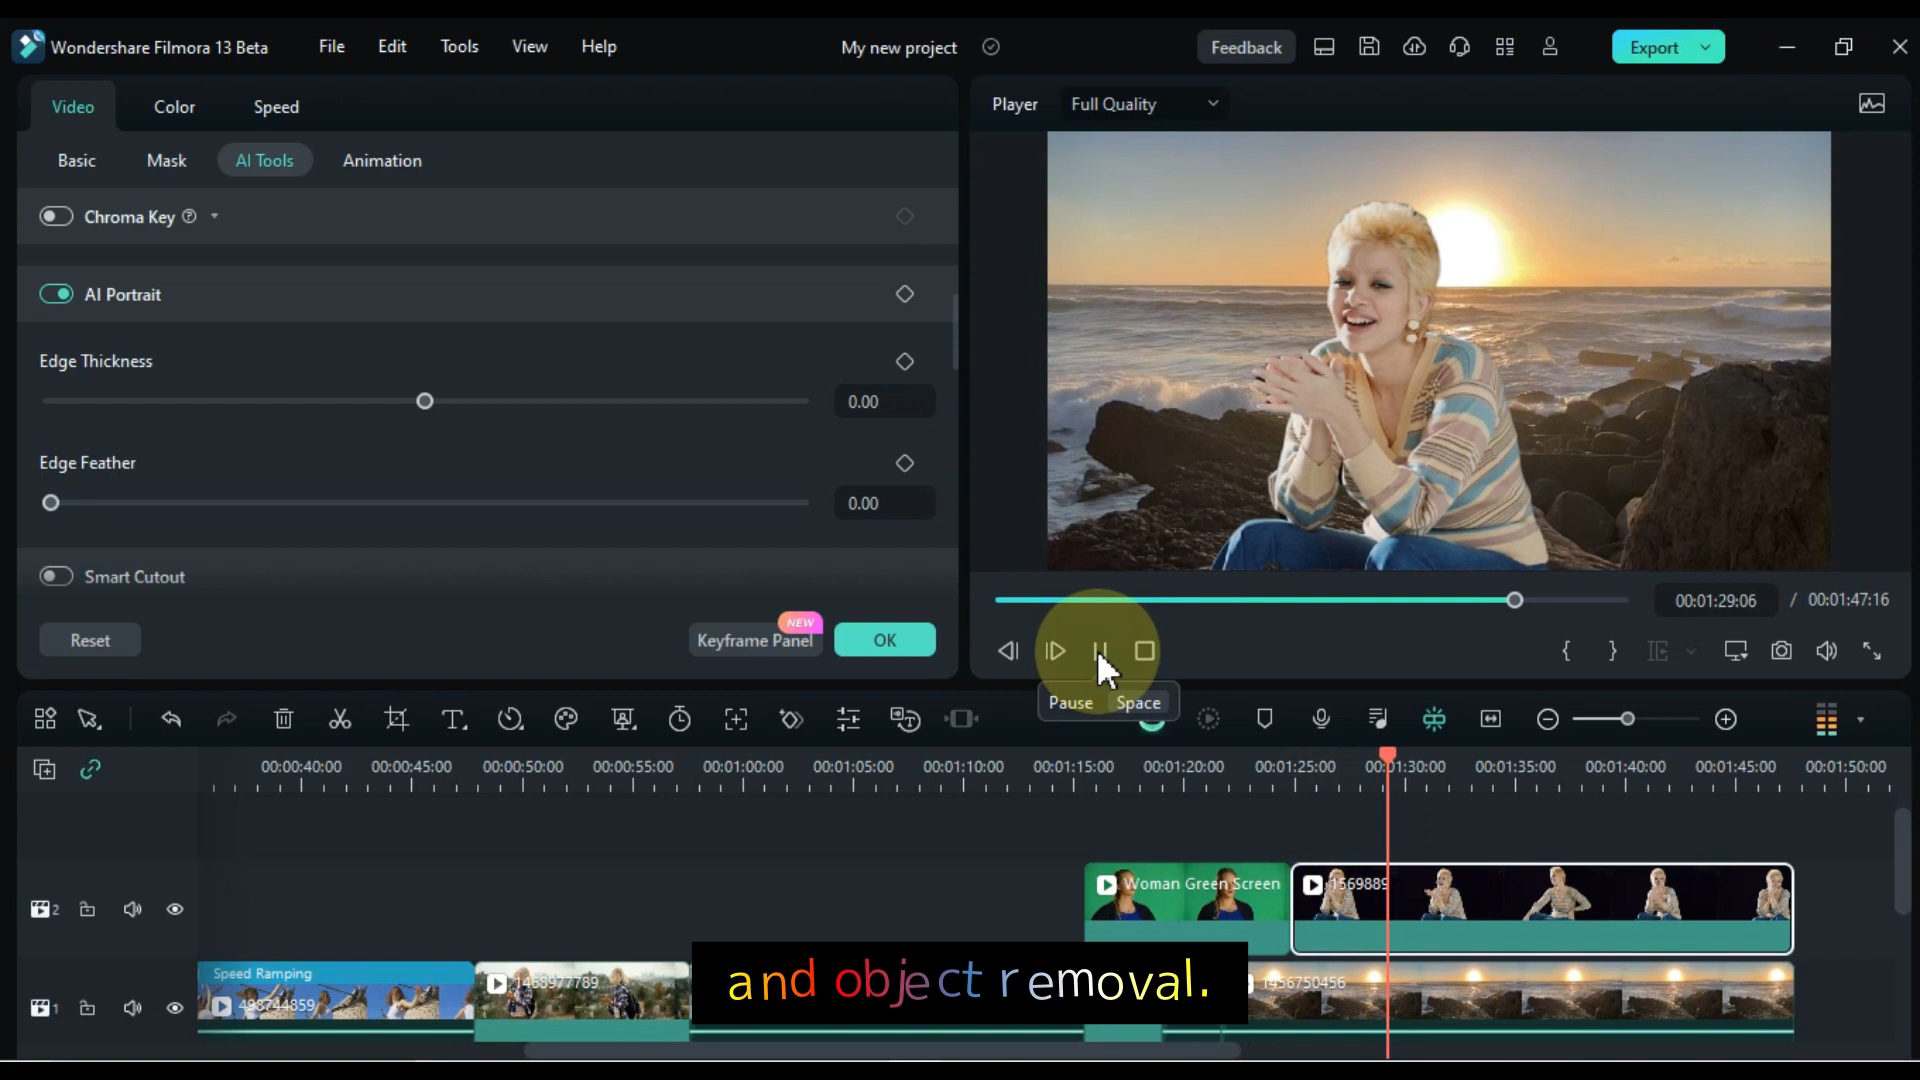 Wondershare Filmora 13 Beta File Edit Tools View Help My new project Feedback Export
Video Color Speed
Player Full Quality
Basic Mask AI Tools Animation
Chroma Key
AI Portrait
Edge Thickness
0.00
Edge Feather
0.00
Smart Cutout
00:01:29:06 / 00:01:47:16
NEW
Reset Keyframe Panel OK
Pause Space
00:00:40:00 00:00:45:00 00:00:50:00 00:00:55:00 00:01:00:00 00:01:05:00 00:01:10:00 00:01:15:00 00:01:20:00 00:01:25:00 00:01:30:00 00:01:35:00 00:01:40:00 00:01:45:00 00:01:50:00
Woman Green Screen 1569889
2
Speed Ramping
1468977789 1456750456
and object removal.
1
498744859